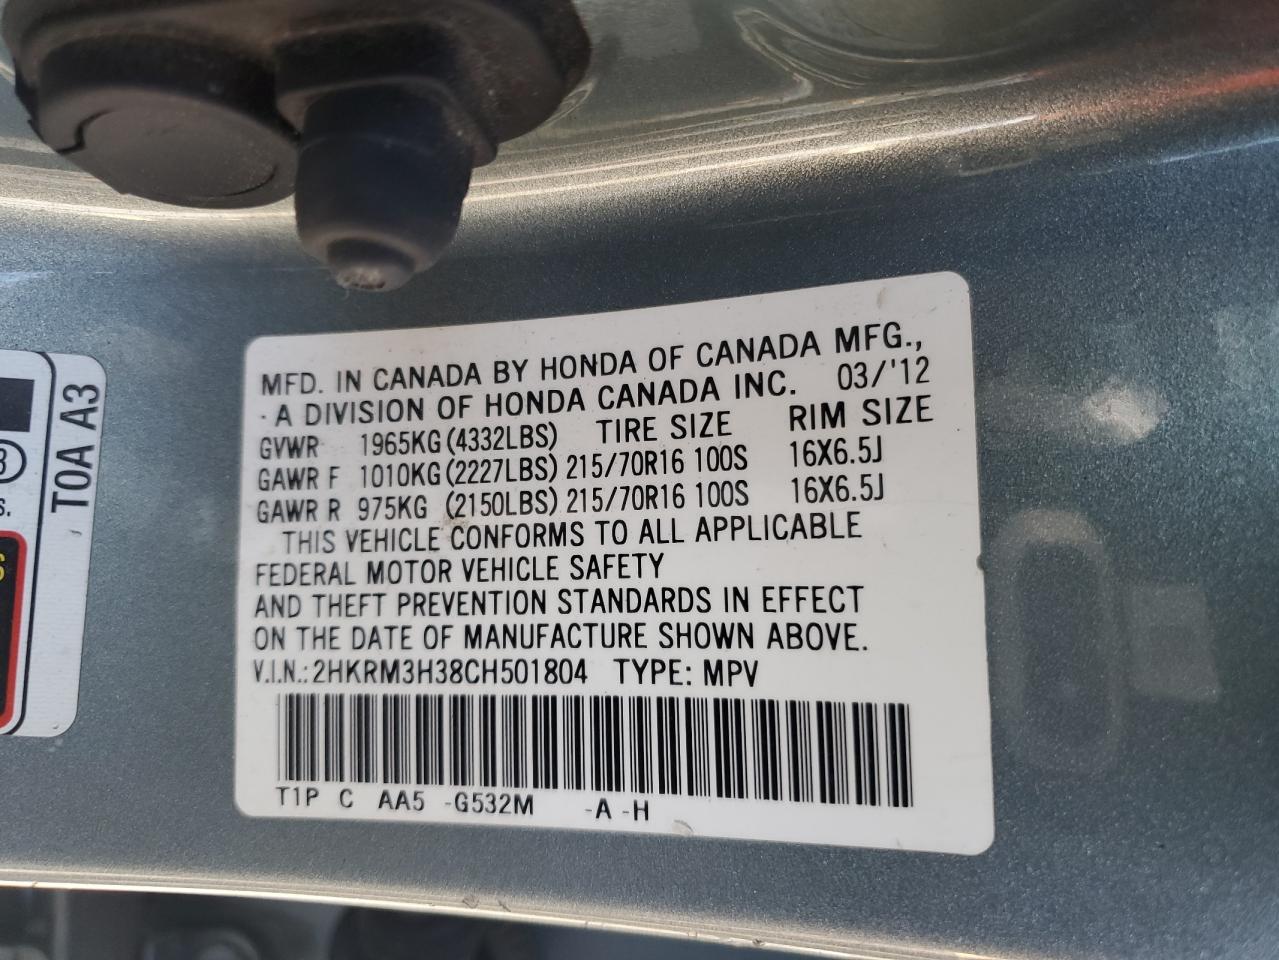 MFD. IN CANADA BY HONDA OF CANADA MFG.,
· A DIVISION OF HONDA CANADA INC. 03/'12
GVWR 1965KG (4332LBS) TIRE SIZE RIM SIZE
GAWR F 1010KG (2227LBS) 215/70R16 100S 16X6.5J
GAWR R 975KG (2150LBS) 215/70R16 100S 16X6.5J
THIS VEHICLE CONFORMS TO ALL APPLICABLE
FEDERAL MOTOR VEHICLE SAFETY
AND THEFT PREVENTION STANDARDS IN EFFECT
ON THE DATE OF MANUFACTURE SHOWN ABOVE.
V.I.N.: 2HKRM3H38CH501804 TYPE: MPV
T1P C AA5 -G532M -A -H
T0A A3